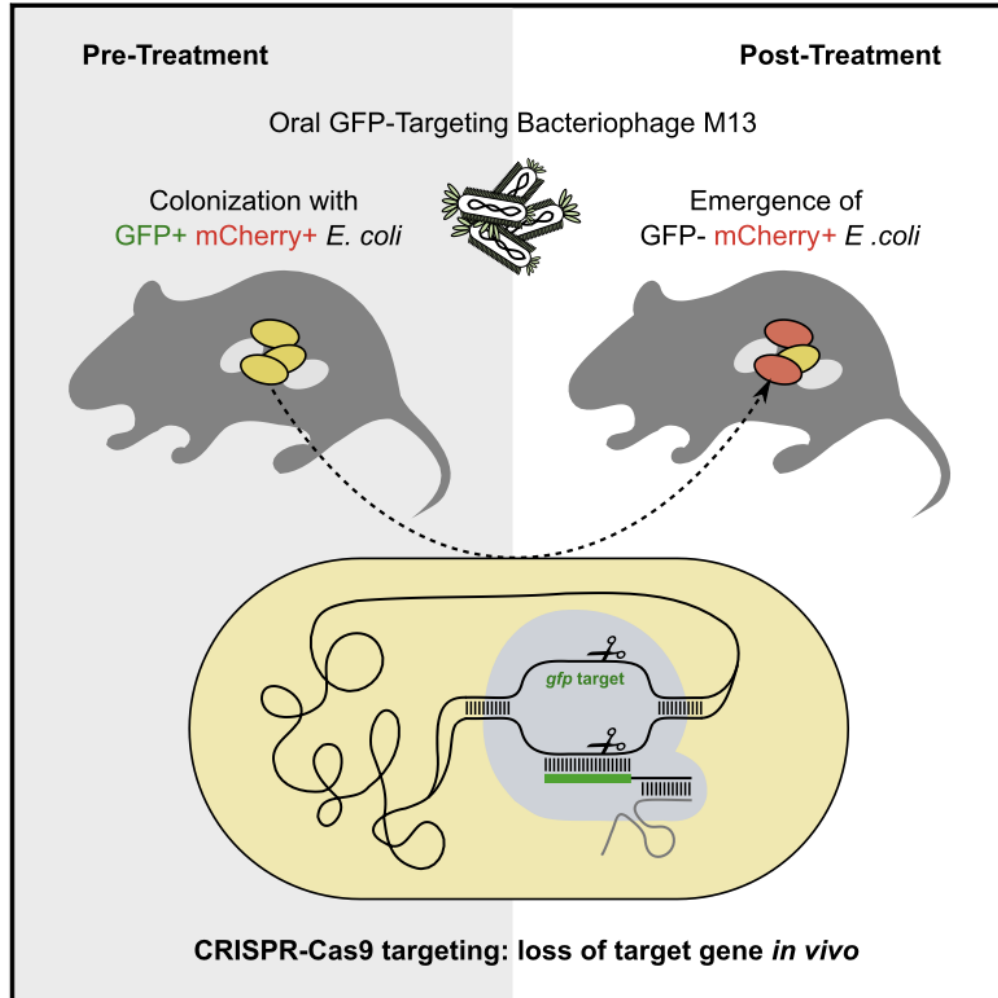 Pre-Treatment
Post-Treatment
Oral GFP-Targeting Bacteriophage M13
Colonization with
GFP+ mCherry+ E. coli
Emergence of
GFP- mCherry+ E .coli
gfp target
CRISPR-Cas9 targeting: loss of target gene in vivo